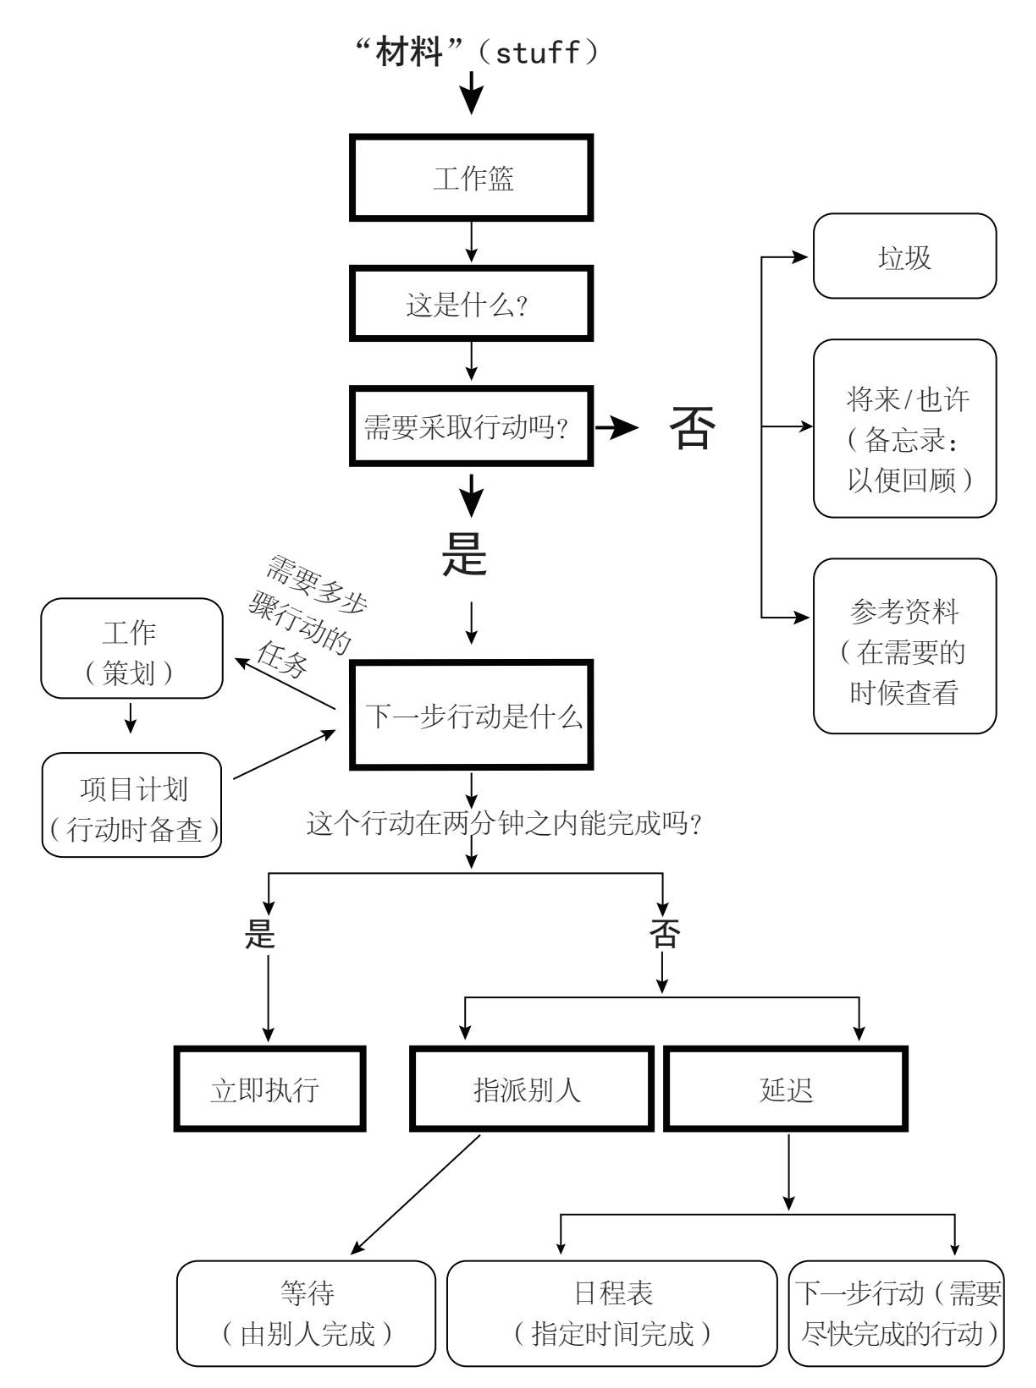 “材料”（stuff）
工作篮
这是什么？
需要采取行动吗？
否
垃圾
将来/也许
（备忘录：
以便回顾）
参考资料
（在需要的
时候查看
是
需要多步
骤行动的
任务
工作
（策划）
项目计划
（行动时备查）
下一步行动是什么
这个行动在两分钟之内能完成吗？
是
否
立即执行
指派别人
延迟
等待
（由别人完成）
日程表
（指定时间完成）
下一步行动（需要
尽快完成的行动）